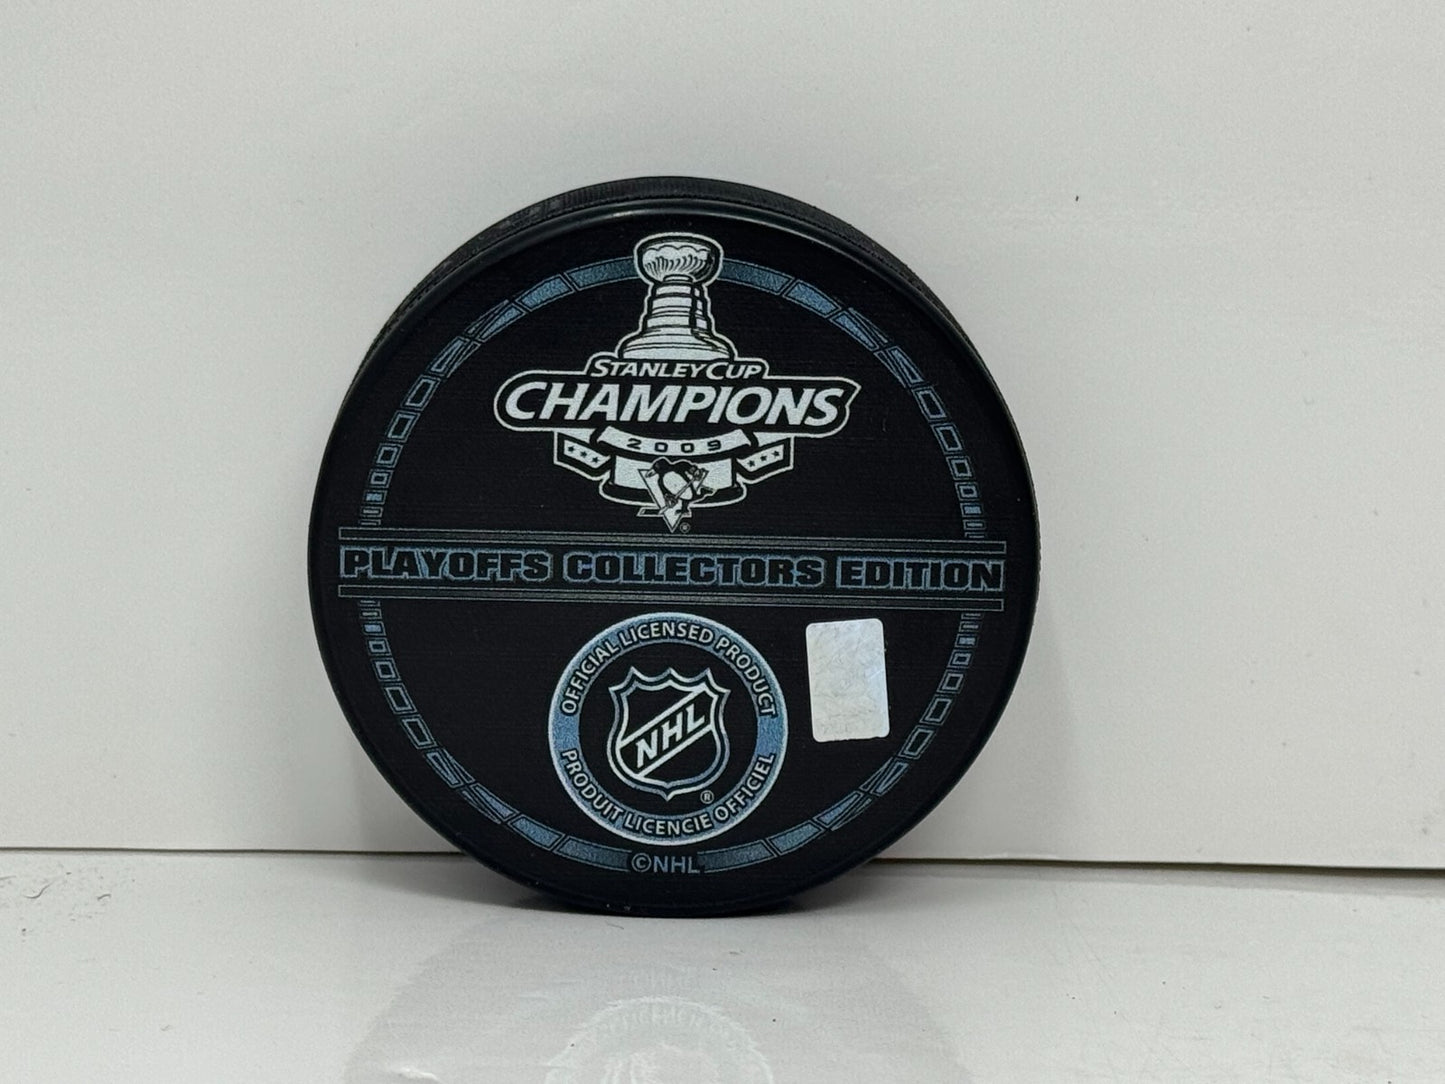 STANLEY CUP
CHAMPIONS
2009
®
PLAYOFFS COLLECTORS EDITION
OFFICIAL LICENSED PRODUCT
NHL
®
PRODUIT LICENCIE OFFICIEL
©NHL